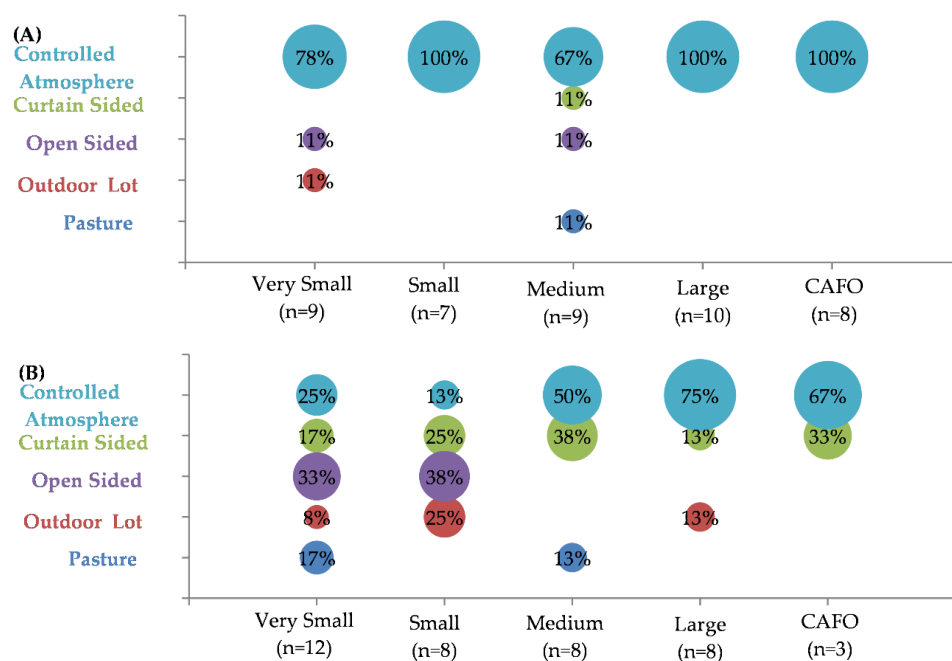 (A)
Controlled
Atmosphere
78% 100% 67% 100% 100%
Curtain Sided 11%
Open Sided 11% 11%
Outdoor Lot 11%
Pasture 11%
Very Small Small Medium Large CAFO
(n=9) (n=7) (n=9) (n=10) (n=8)
(B)
Controlled
Atmosphere
25% 13% 50% 75% 67%
Curtain Sided 17% 25% 38% 13% 33%
Open Sided 33% 38%
Outdoor Lot 8% 25% 13%
Pasture 17% 13%
Very Small Small Medium Large CAFO
(n=12) (n=8) (n=8) (n=8) (n=3)